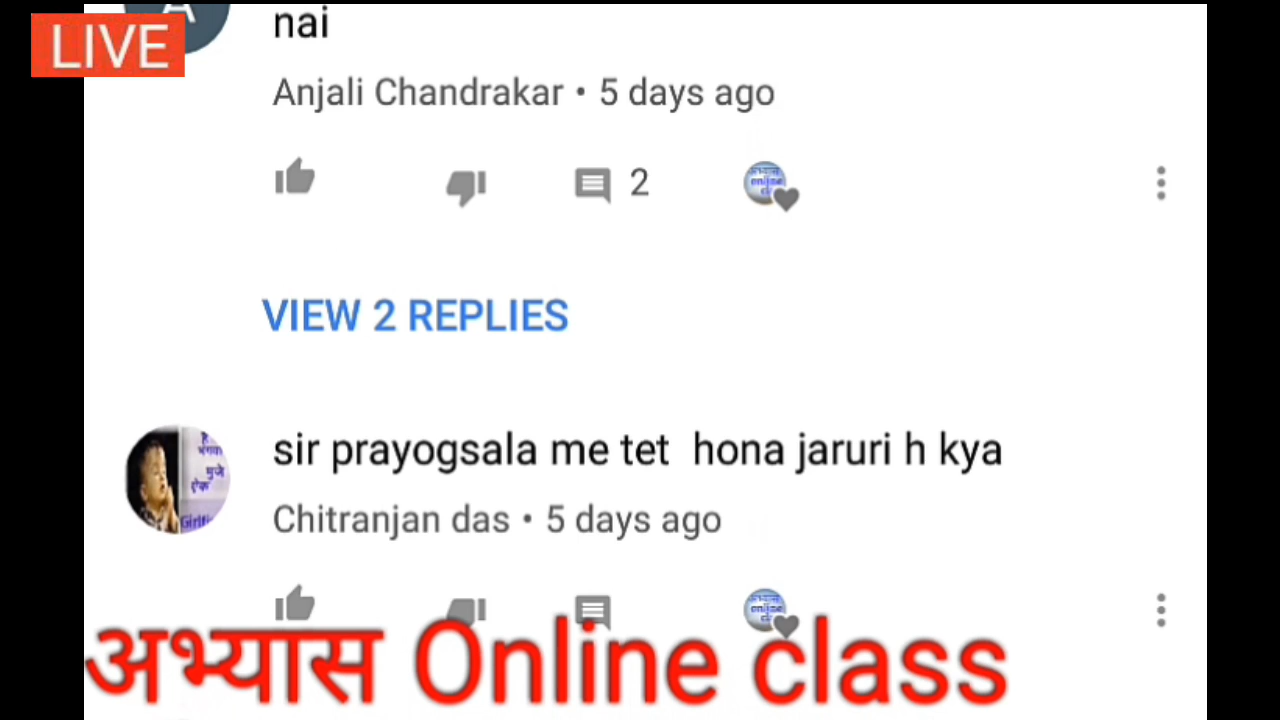 nai
LIVE
Anjali Chandrakar • 5 days ago
2
VIEW 2 REPLIES
sir prayogsala me tet hona jaruri h kya
Chitranjan das • 5 days ago
अभ्यास Online class